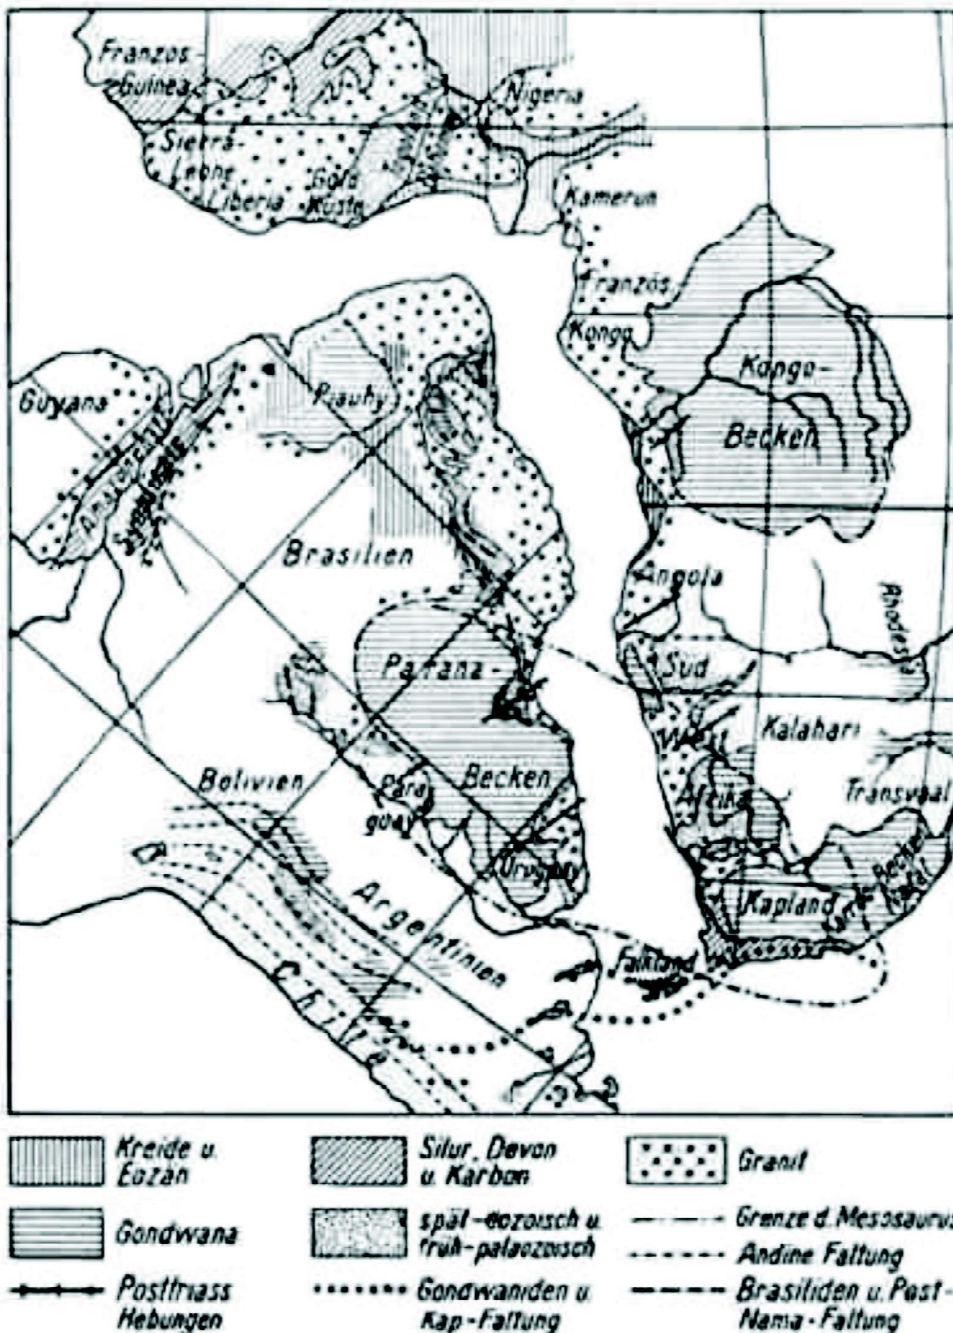 Französ.-
Guinea
Nigeria
Sierra-
Leone
Liberia
Gold
Küste
Kamerun
Französ.
Kongo
Kongo-
Becken
Guyana
Piauhy
Brasilien
Angola
Rhodesia
Parana-
Becken
Süd
West
Afrika
Kalahari
Transvaal
Bolivien
Para
guay
Uruguay
Kapland
Karroo
Becken
Natal
Argentinien
Falkland
Chile
Kreide u.
Eozän
Silur, Devon
u. Karbon
Granit
Gondwana
spät-eozoisch u.
früh-paläozoisch
Grenze d. Mesosaurus
Andine Faltung
Posttriass
Hebungen
Gondwaniden u
Kap-Faltung
Brasiliden u. Post-
Nama-Faltung